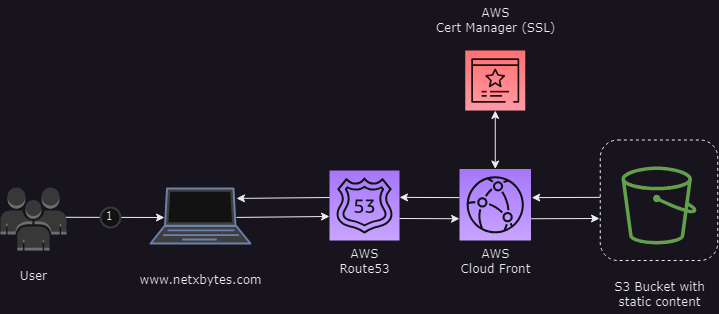 AWS
Cert Manager (SSL)
1
53
User
www.netxbytes.com
AWS
Route53
AWS
Cloud Front
S3 Bucket with
static content